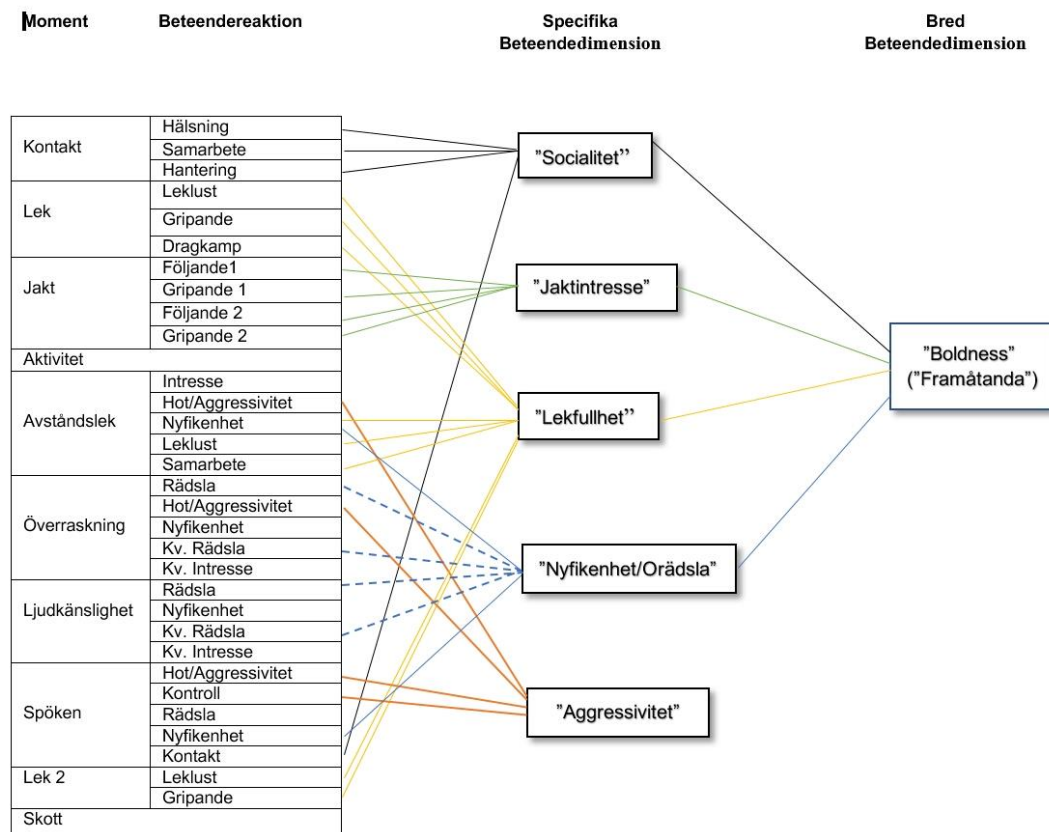 Moment Beteendereaktion Specifika Bred
Beteendedimension Beteendedimension
Kontakt
Hälsning
Samarbete
Hantering
Lek
Leklust
Gripande
Dragkamp
Jakt
Följande1
Gripande 1
Följande 2
Gripande 2
Aktivitet
Avståndslek
Intresse
Hot/Aggressivitet
Nyfikenhet
Leklust
Samarbete
Överraskning
Rädsla
Hot/Aggressivitet
Nyfikenhet
Kv. Rädsla
Kv. Intresse
Ljudkänslighet
Rädsla
Nyfikenhet
Kv. Rädsla
Kv. Intresse
Spöken
Hot/Aggressivitet
Kontroll
Rädsla
Nyfikenhet
Kontakt
Lek 2
Leklust
Gripande
Skott
”Socialitet”
”Jaktintresse”
”Lekfullhet”
”Nyfikenhet/Orädsla”
”Aggressivitet”
”Boldness”
(”Framåtanda”)